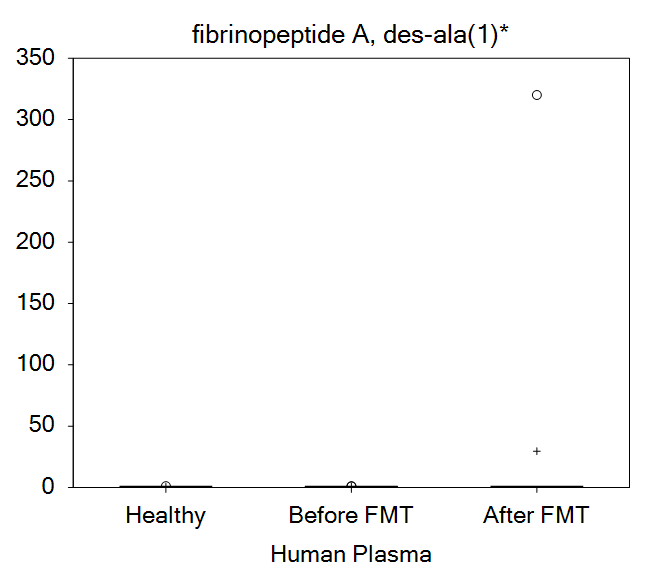 fibrinopeptide A, des-ala(1)*
350
300
250
200
150
100
50
0
Healthy Before FMT After FMT
Human Plasma